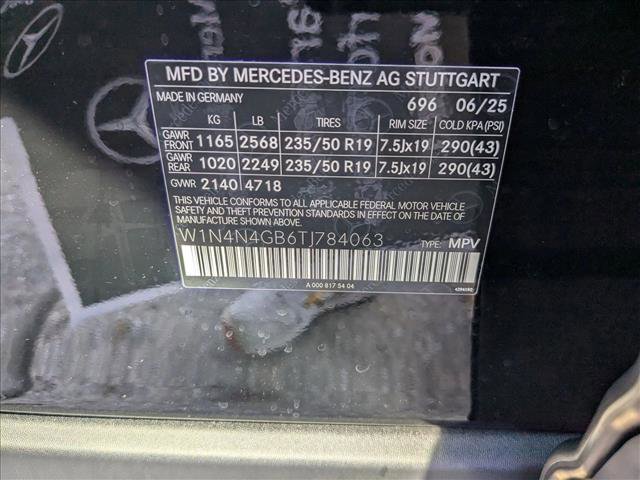 MFD BY MERCEDES-BENZ AG STUTTGART
MADE IN GERMANY 696 06/25
KG LB TIRES RIM SIZE COLD KPA (PSI)
GAWR FRONT 1165 2568 235/50 R19 7.5Jx19 290(43)
GAWR REAR 1020 2249 235/50 R19 7.5Jx19 290(43)
GVWR 2140 4718
THIS VEHICLE CONFORMS TO ALL APPLICABLE FEDERAL MOTOR VEHICLE
SAFETY AND THEFT PREVENTION STANDARDS IN EFFECT ON THE DATE
OF MANUFACTURE SHOWN ABOVE.
W1N4N4GB6TJ784063 TYPE: MPV
A 000 817 54 04